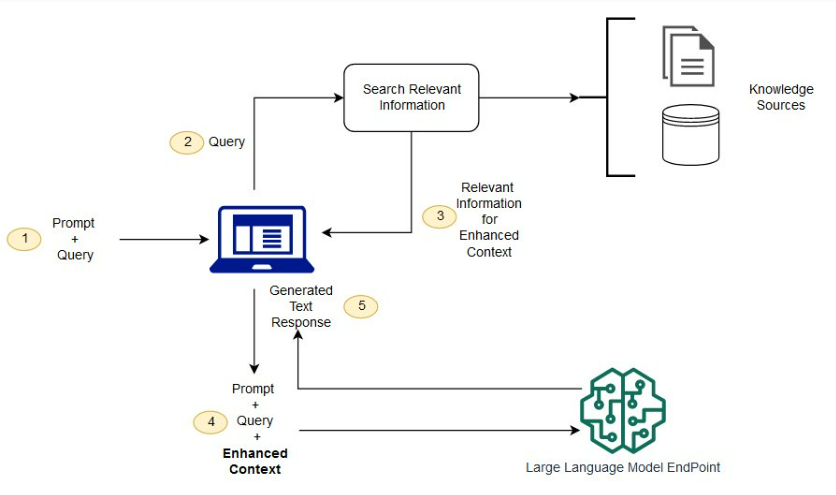 Search Relevant
Information
Knowledge
Sources
2
Query
1
Prompt
+
Query
3
Relevant
Information
for
Enhanced
Context
Generated
Text
Response
5
4
Prompt
+
Query
+
Enhanced
Context
Large Language Model EndPoint